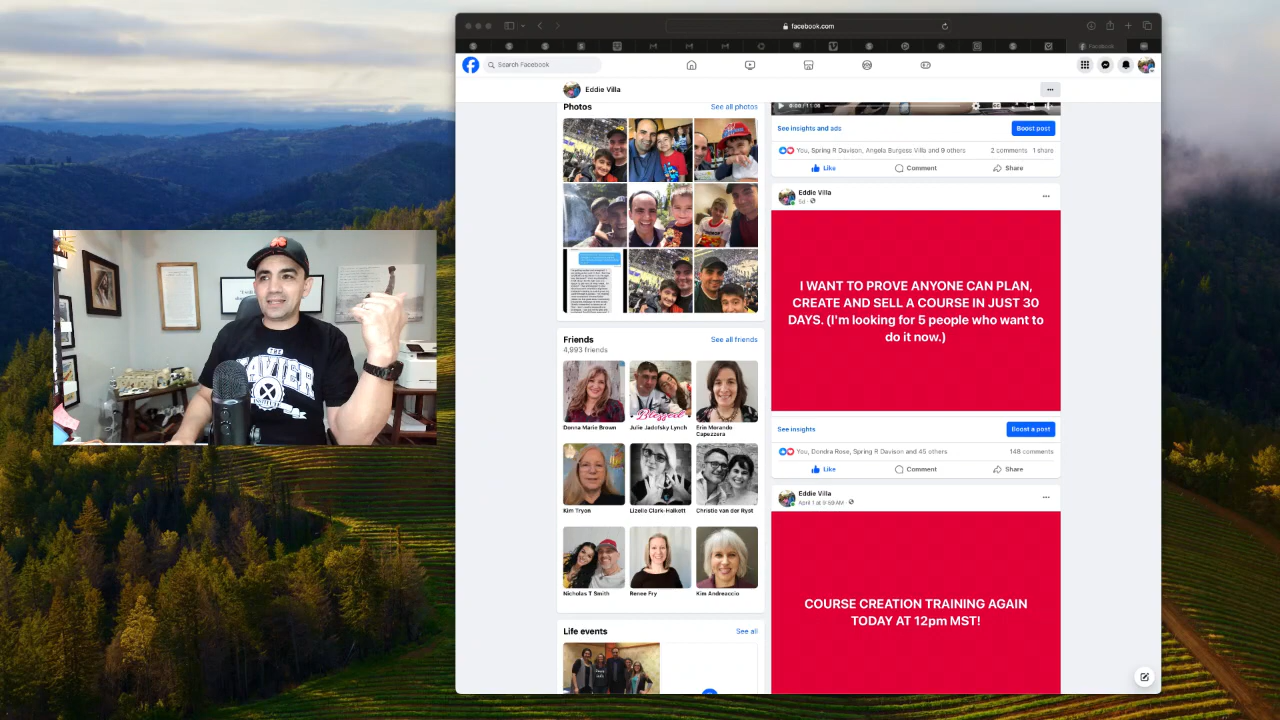 facebook.com
Facebook
Search Facebook
Eddie Villa
Photos
See all photos
Friends
See all friends
4,993 friends
Donna Marie Brown
Julie Jadofsky Lynch
Erin Morando
Capezzera
Blessed
Kim Tryon
Lizelle Clark-Halkett
Christie van der Ryst
Nicholas T Smith
Renee Fry
Kim Andreaccio
Life events
See all
See insights and ads
Boost post
You, Spring R Davison, Angela Burgess Villa and 9 others
2 comments 1 share
Like
Comment
Share
Eddie Villa
5d ·
I WANT TO PROVE ANYONE CAN PLAN,
CREATE AND SELL A COURSE IN JUST 30
DAYS. (I'm looking for 5 people who want to
do it now.)
See insights
Boost a post
You, Dondra Rose, Spring R Davison and 45 others
148 comments
Like
Comment
Share
Eddie Villa
April 1 at 9:59 AM ·
COURSE CREATION TRAINING AGAIN
TODAY AT 12pm MST!
THE
XAVIER
INSTITUTE